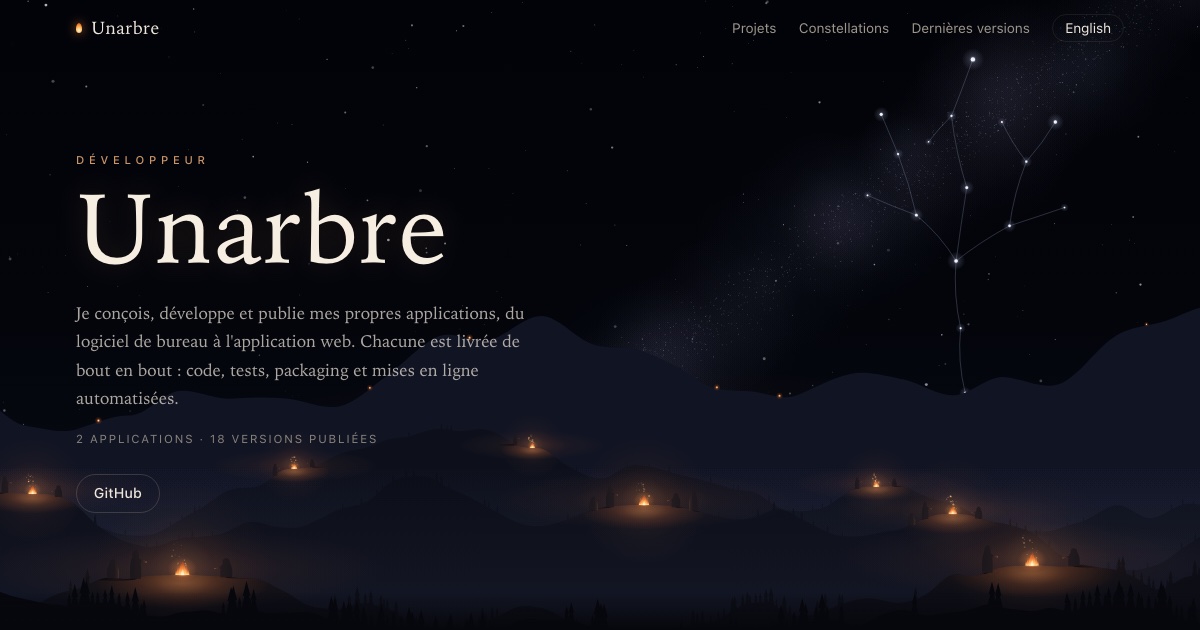 Unarbre
Projets
Constellations
Dernières versions
English
DÉVELOPPEUR
Unarbre
Je conçois, développe et publie mes propres applications, du
logiciel de bureau à l'application web. Chacune est livrée de
bout en bout : code, tests, packaging et mises en ligne
automatisées.
2 APPLICATIONS · 18 VERSIONS PUBLIÉES
GitHub